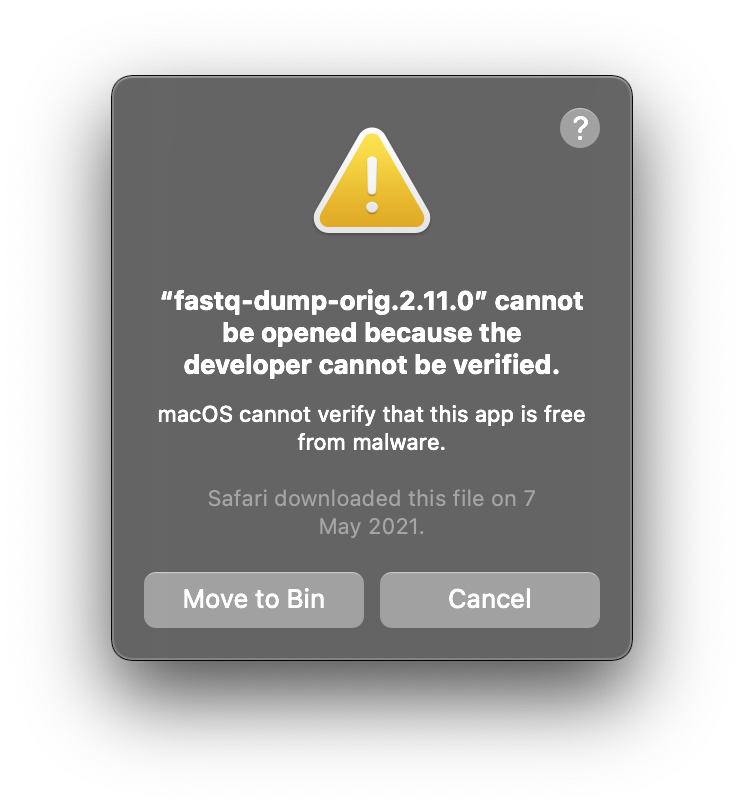 ?
“fastq-dump-orig.2.11.0” cannot
be opened because the
developer cannot be verified.
macOS cannot verify that this app is free
from malware.
Safari downloaded this file on 7
May 2021.
Move to Bin
Cancel